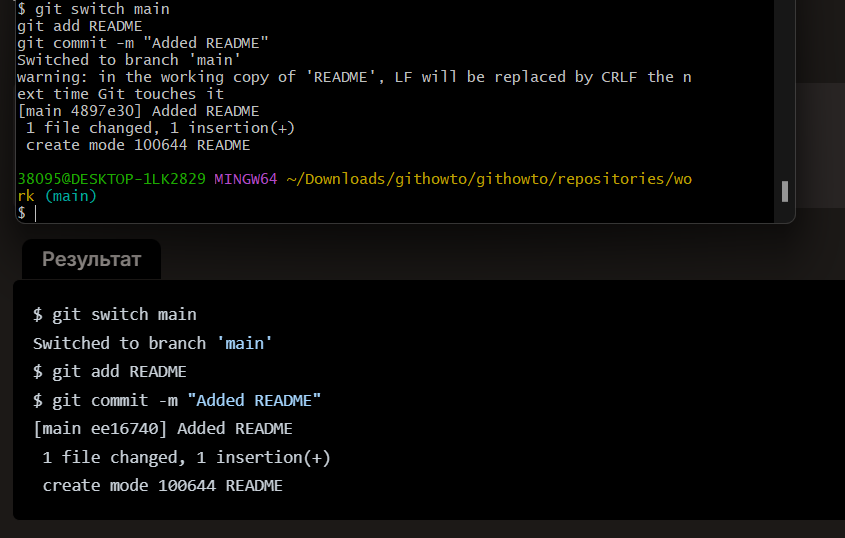 $ git switch main
git add README
git commit -m "Added README"
Switched to branch 'main'
warning: in the working copy of 'README', LF will be replaced by CRLF the n
ext time Git touches it
[main 4897e30] Added README
 1 file changed, 1 insertion(+)
 create mode 100644 README
38095@DESKTOP-1LK2829 MINGW64 ~/Downloads/githowto/githowto/repositories/wo
rk (main)
$
Результат
$ git switch main
Switched to branch 'main'
$ git add README
$ git commit -m "Added README"
[main ee16740] Added README
 1 file changed, 1 insertion(+)
 create mode 100644 README